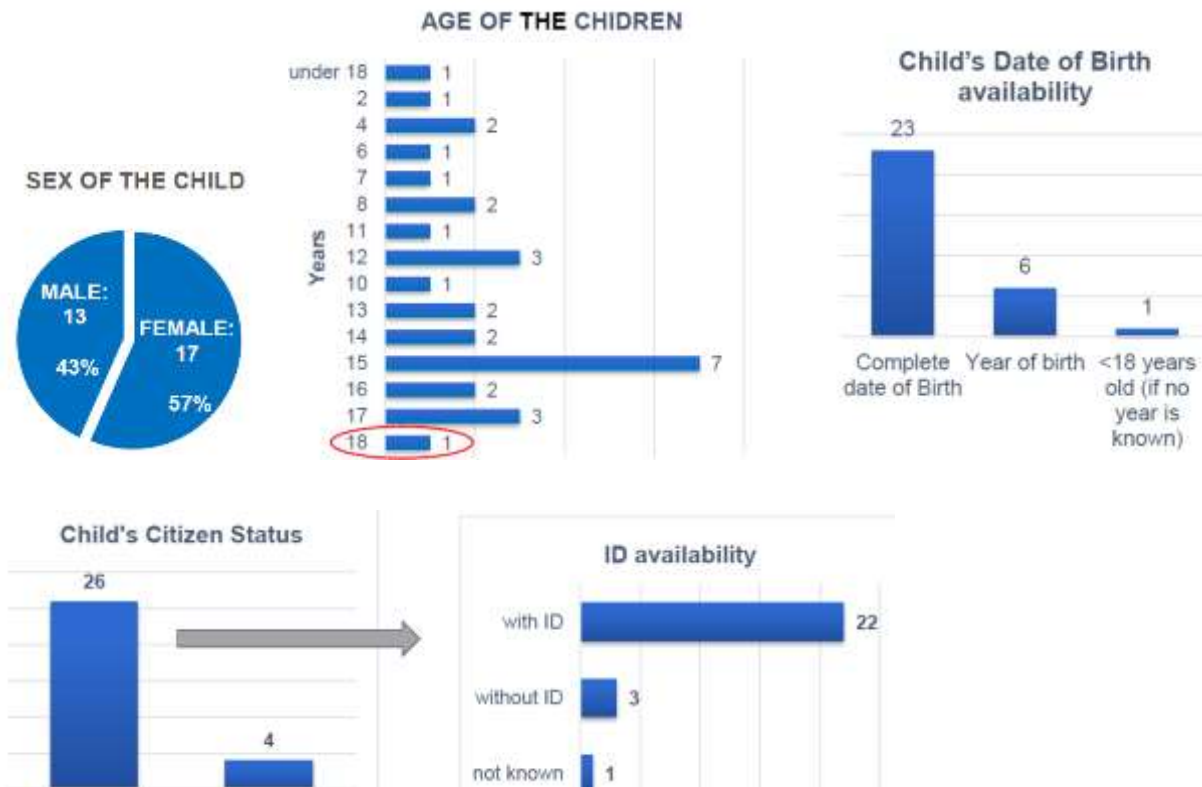 AGE OF THE CHIDREN
under 18 1
2 1
4 2
6 1
7 1
8 2
11 1
12 3
10 1
13 2
14 2
15 7
16 2
17 3
18 1
Years
SEX OF THE CHILD
MALE:
13
43%
FEMALE:
17
57%
Child's Date of Birth
availability
23
6
1
Complete
date of Birth
Year of birth
<18 years
old (if no
year is
known)
Child's Citizen Status
26
4
ID availability
with ID 22
without ID 3
not known 1